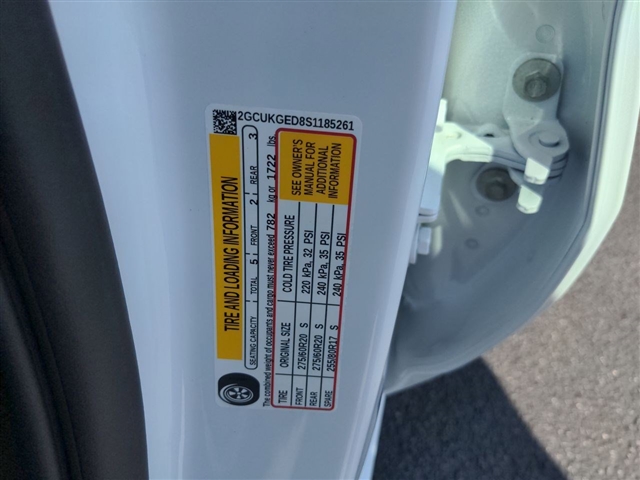 2GCUKGED8S1185261
TIRE AND LOADING INFORMATION
SEATING CAPACITY TOTAL 5 FRONT 2 REAR 3
The combined weight of occupants and cargo must never exceed 782 kg or 1722 lbs
TIRE ORIGINAL SIZE COLD TIRE PRESSURE
FRONT 275/60R20 S 220 kPa, 32 PSI
REAR 275/60R20 S 240 kPa, 35 PSI
SPARE 255/80R17 S 240 kPa, 35 PSI
SEE OWNER'S
MANUAL FOR
ADDITIONAL
INFORMATION